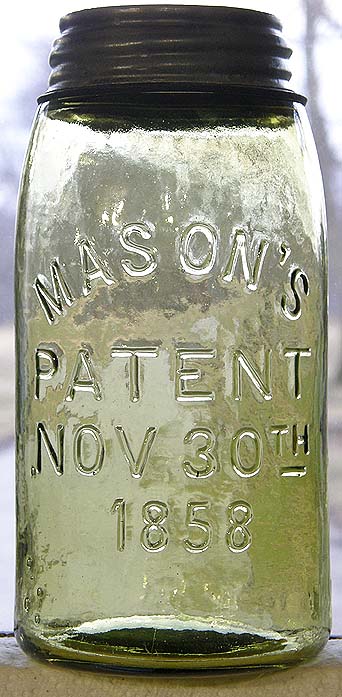 MASON'S
PATENT
NOV 30TH
1858